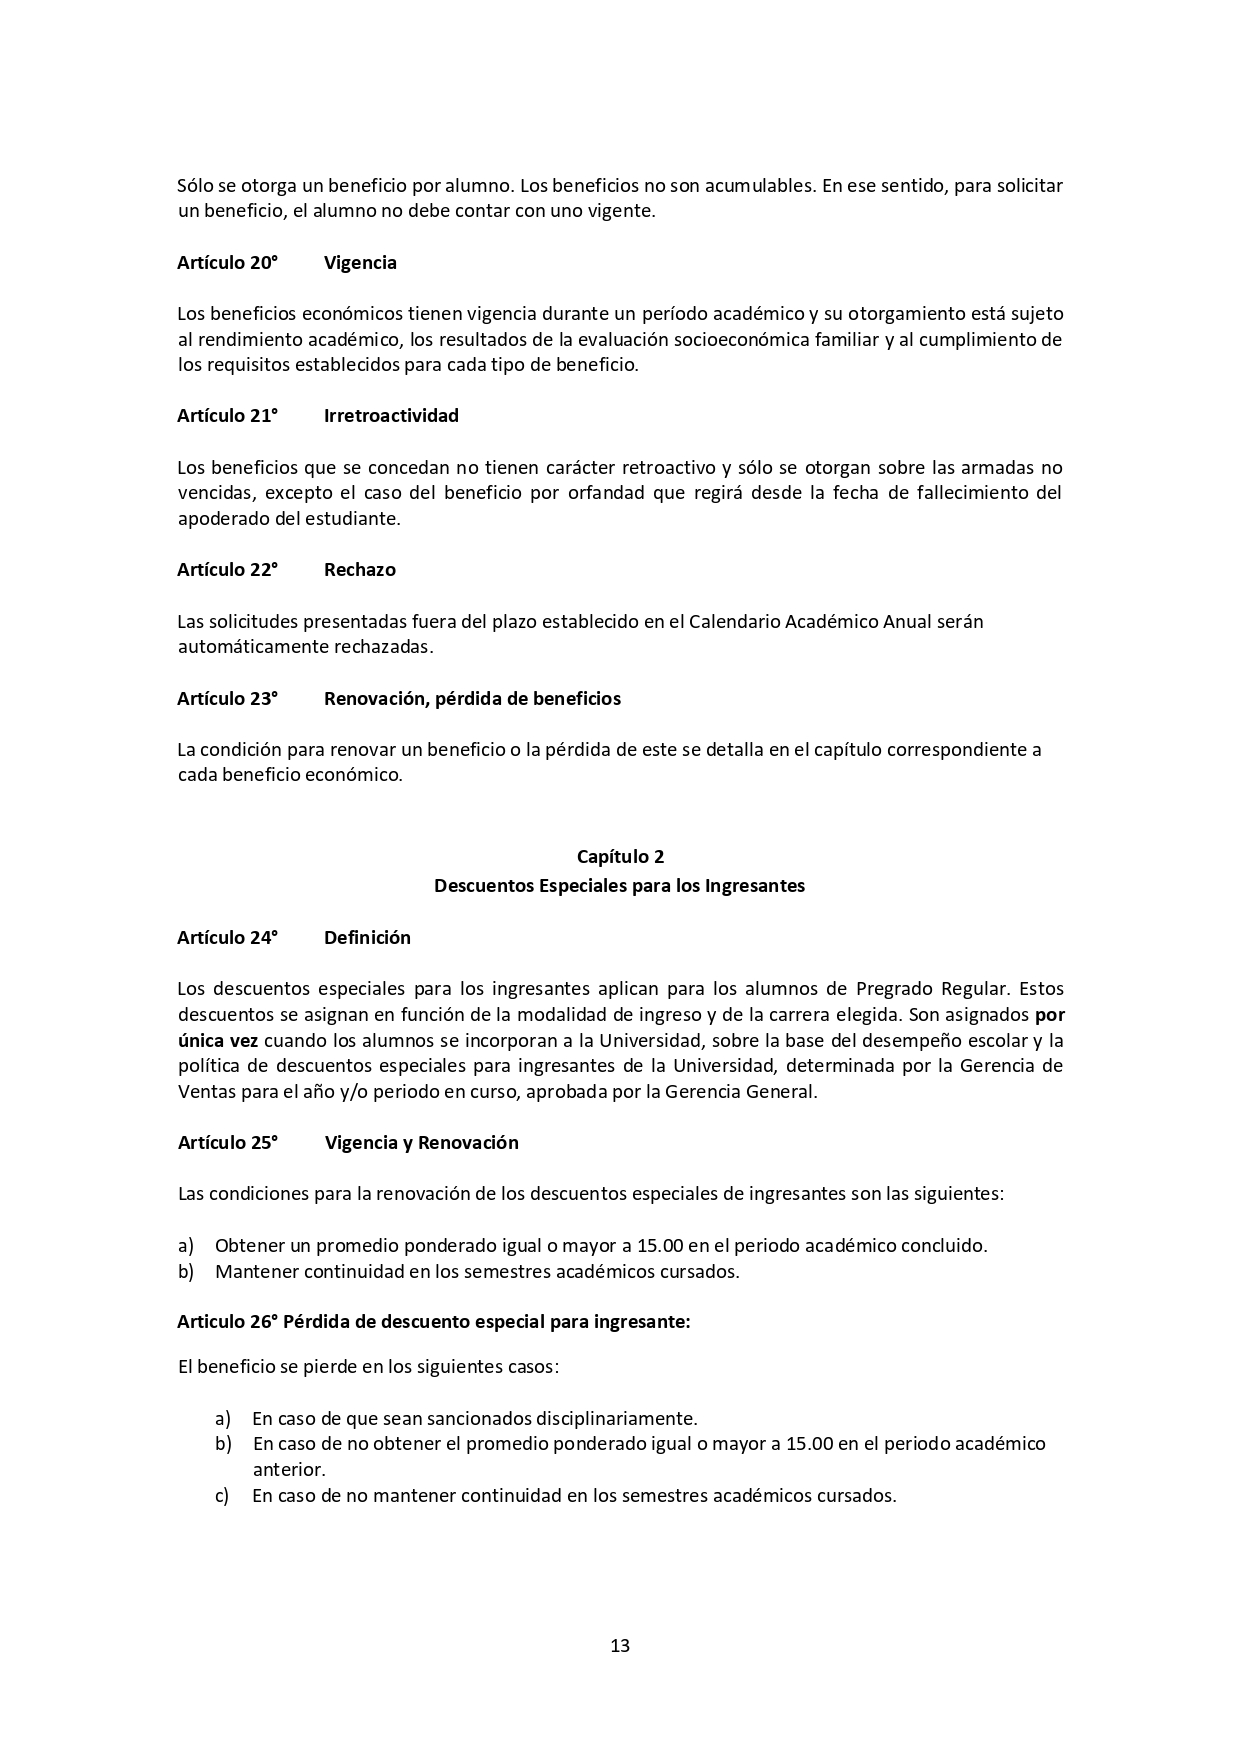 Sólo se otorga un beneficio por alumno. Los beneficios no son acumulables. En ese sentido, para solicitar
un beneficio, el alumno no debe contar con uno vigente.
Artículo 20° Vigencia
Los beneficios económicos tienen vigencia durante un período académico y su otorgamiento está sujeto
al rendimiento académico, los resultados de la evaluación socioeconómica familiar y al cumplimiento de
los requisitos establecidos para cada tipo de beneficio.
Artículo 21° Irretroactividad
Los beneficios que se concedan no tienen carácter retroactivo y sólo se otorgan sobre las armadas no
vencidas, excepto el caso del beneficio por orfandad que regirá desde la fecha de fallecimiento del
apoderado del estudiante.
Artículo 22° Rechazo
Las solicitudes presentadas fuera del plazo establecido en el Calendario Académico Anual serán
automáticamente rechazadas.
Artículo 23° Renovación, pérdida de beneficios
La condición para renovar un beneficio o la pérdida de este se detalla en el capítulo correspondiente a
cada beneficio económico.
Capítulo 2
Descuentos Especiales para los Ingresantes
Artículo 24° Definición
Los descuentos especiales para los ingresantes aplican para los alumnos de Pregrado Regular. Estos
descuentos se asignan en función de la modalidad de ingreso y de la carrera elegida. Son asignados por
única vez cuando los alumnos se incorporan a la Universidad, sobre la base del desempeño escolar y la
política de descuentos especiales para ingresantes de la Universidad, determinada por la Gerencia de
Ventas para el año y/o periodo en curso, aprobada por la Gerencia General.
Artículo 25° Vigencia y Renovación
Las condiciones para la renovación de los descuentos especiales de ingresantes son las siguientes:
a) Obtener un promedio ponderado igual o mayor a 15.00 en el periodo académico concluido.
b) Mantener continuidad en los semestres académicos cursados.
Articulo 26° Pérdida de descuento especial para ingresante:
El beneficio se pierde en los siguientes casos:
a) En caso de que sean sancionados disciplinariamente.
b) En caso de no obtener el promedio ponderado igual o mayor a 15.00 en el periodo académico
anterior.
c) En caso de no mantener continuidad en los semestres académicos cursados.
13